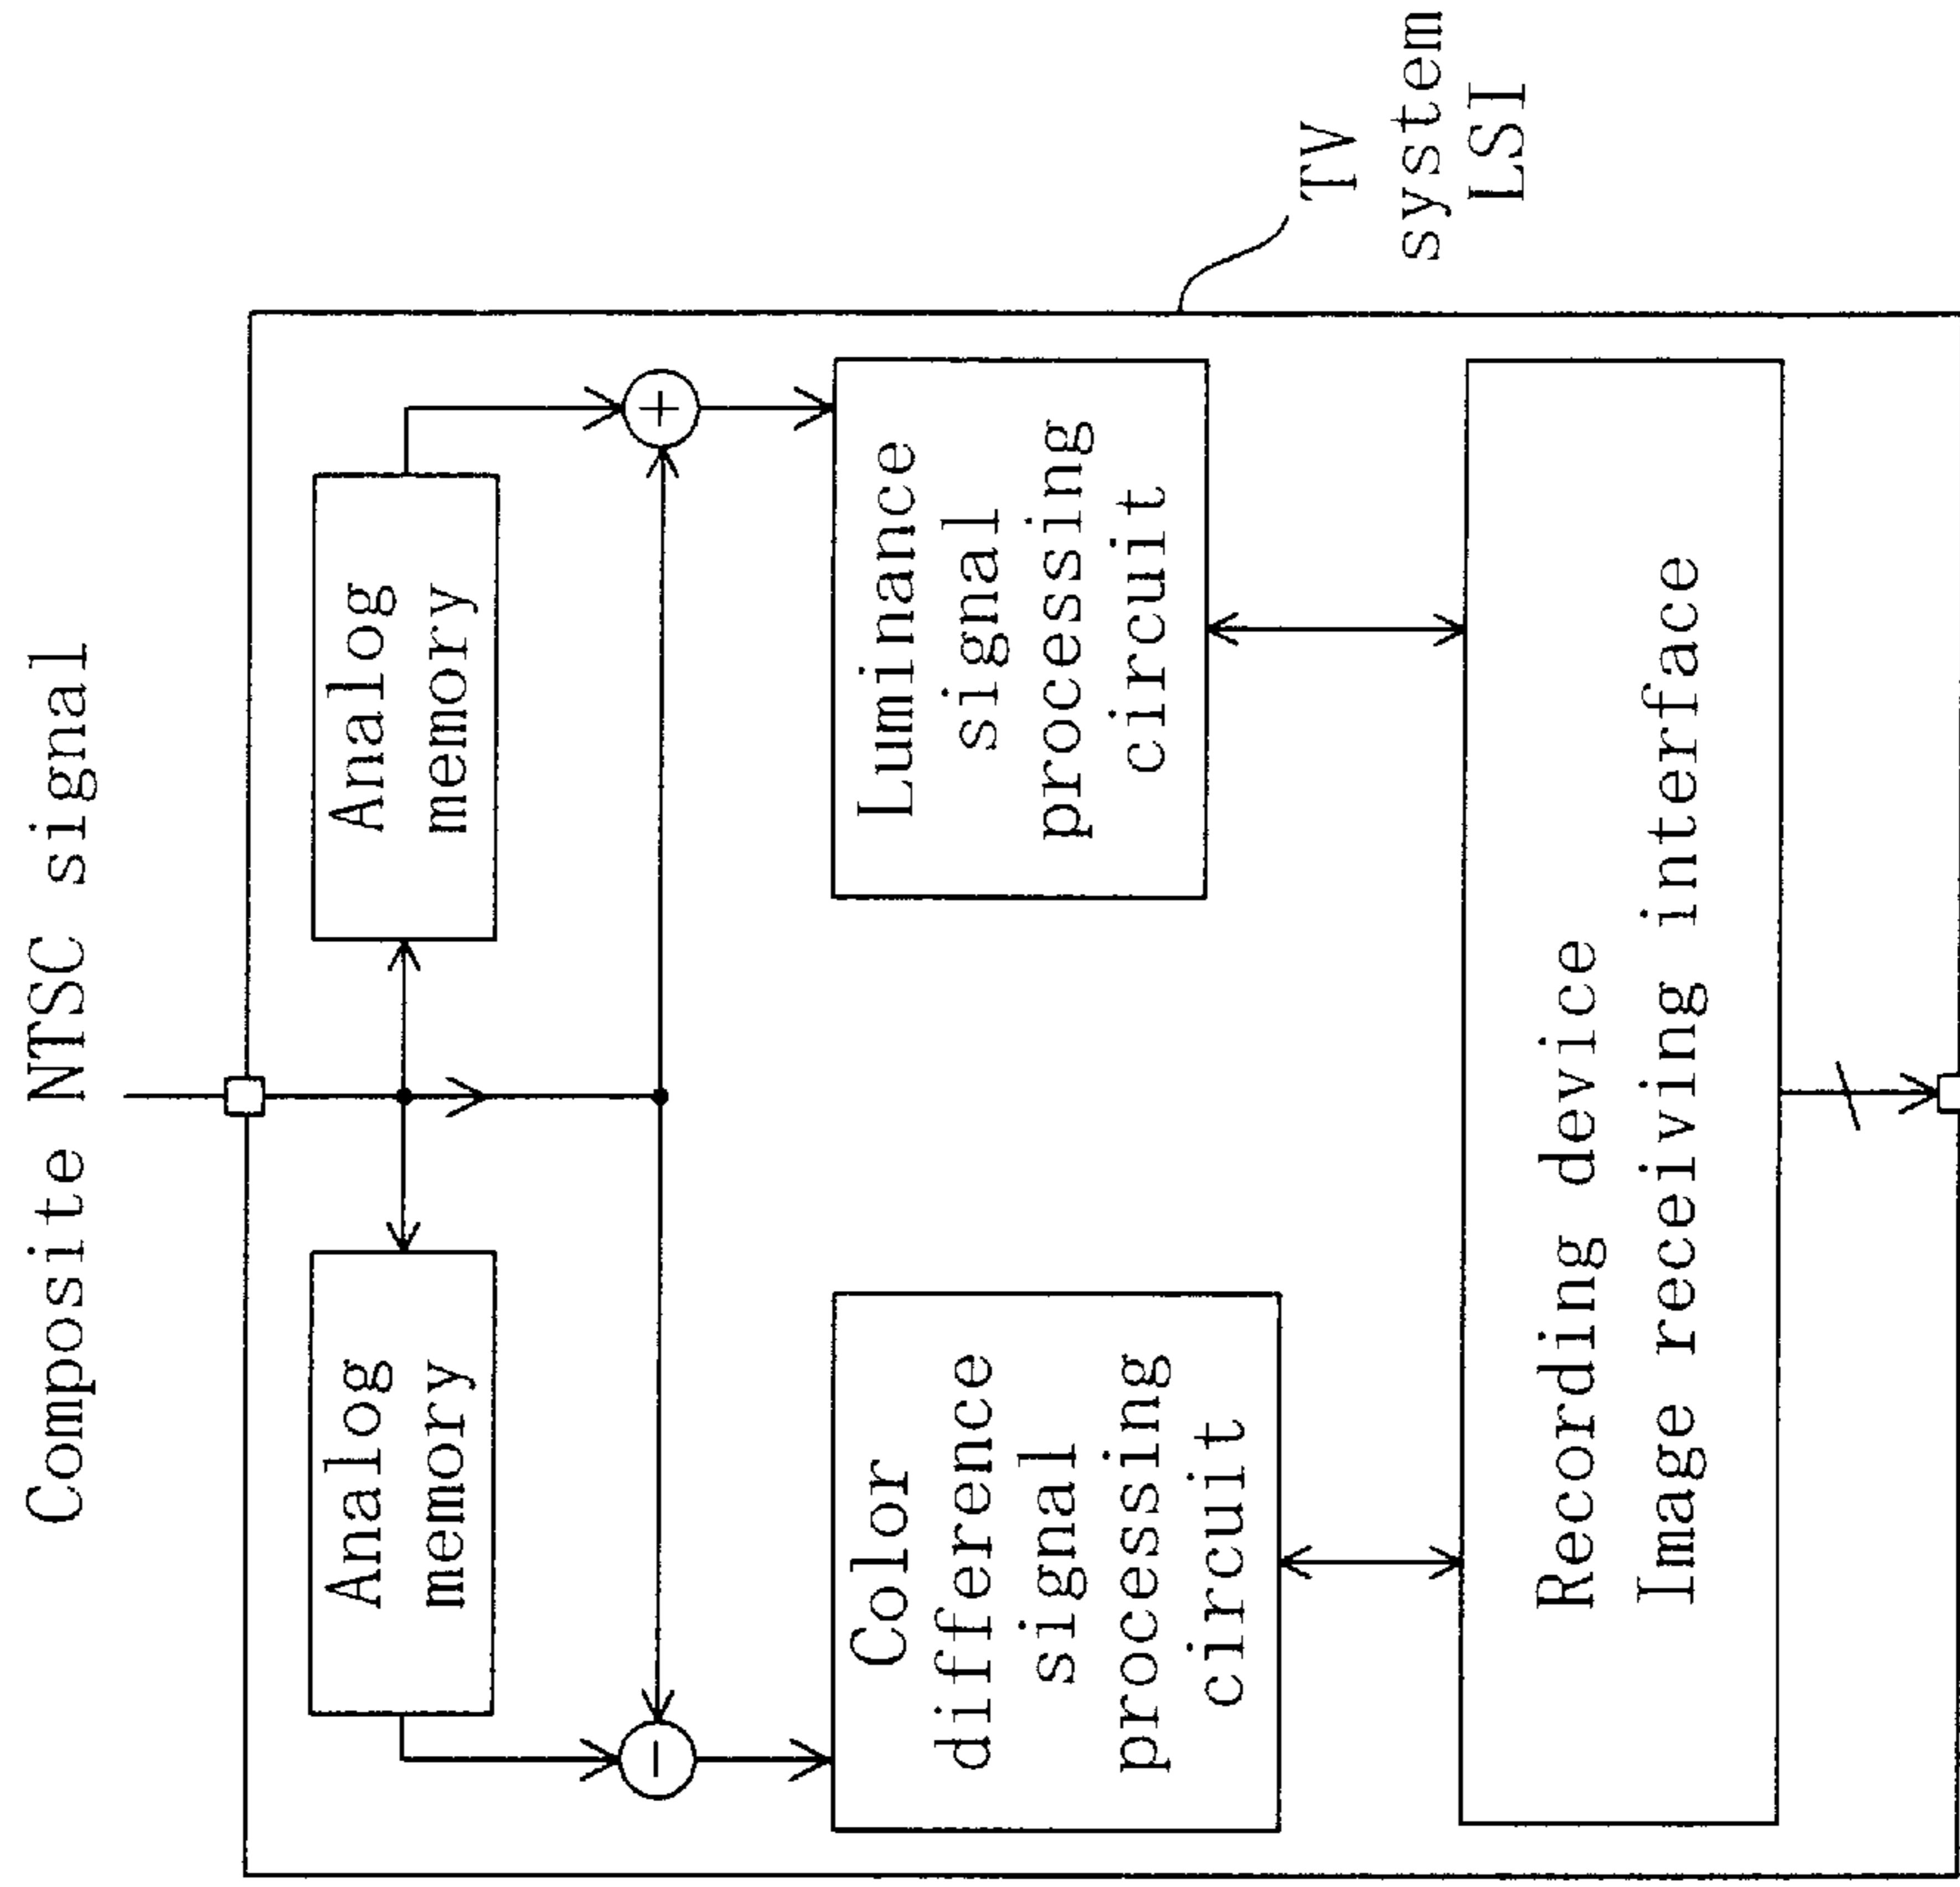 Composite NTSC signal
Analog
memory
Analog
memory
−
+
Color
difference
signal
processing
circuit
Luminance
signal
processing
circuit
Recording device
Image receiving interface
TV
system
LSI